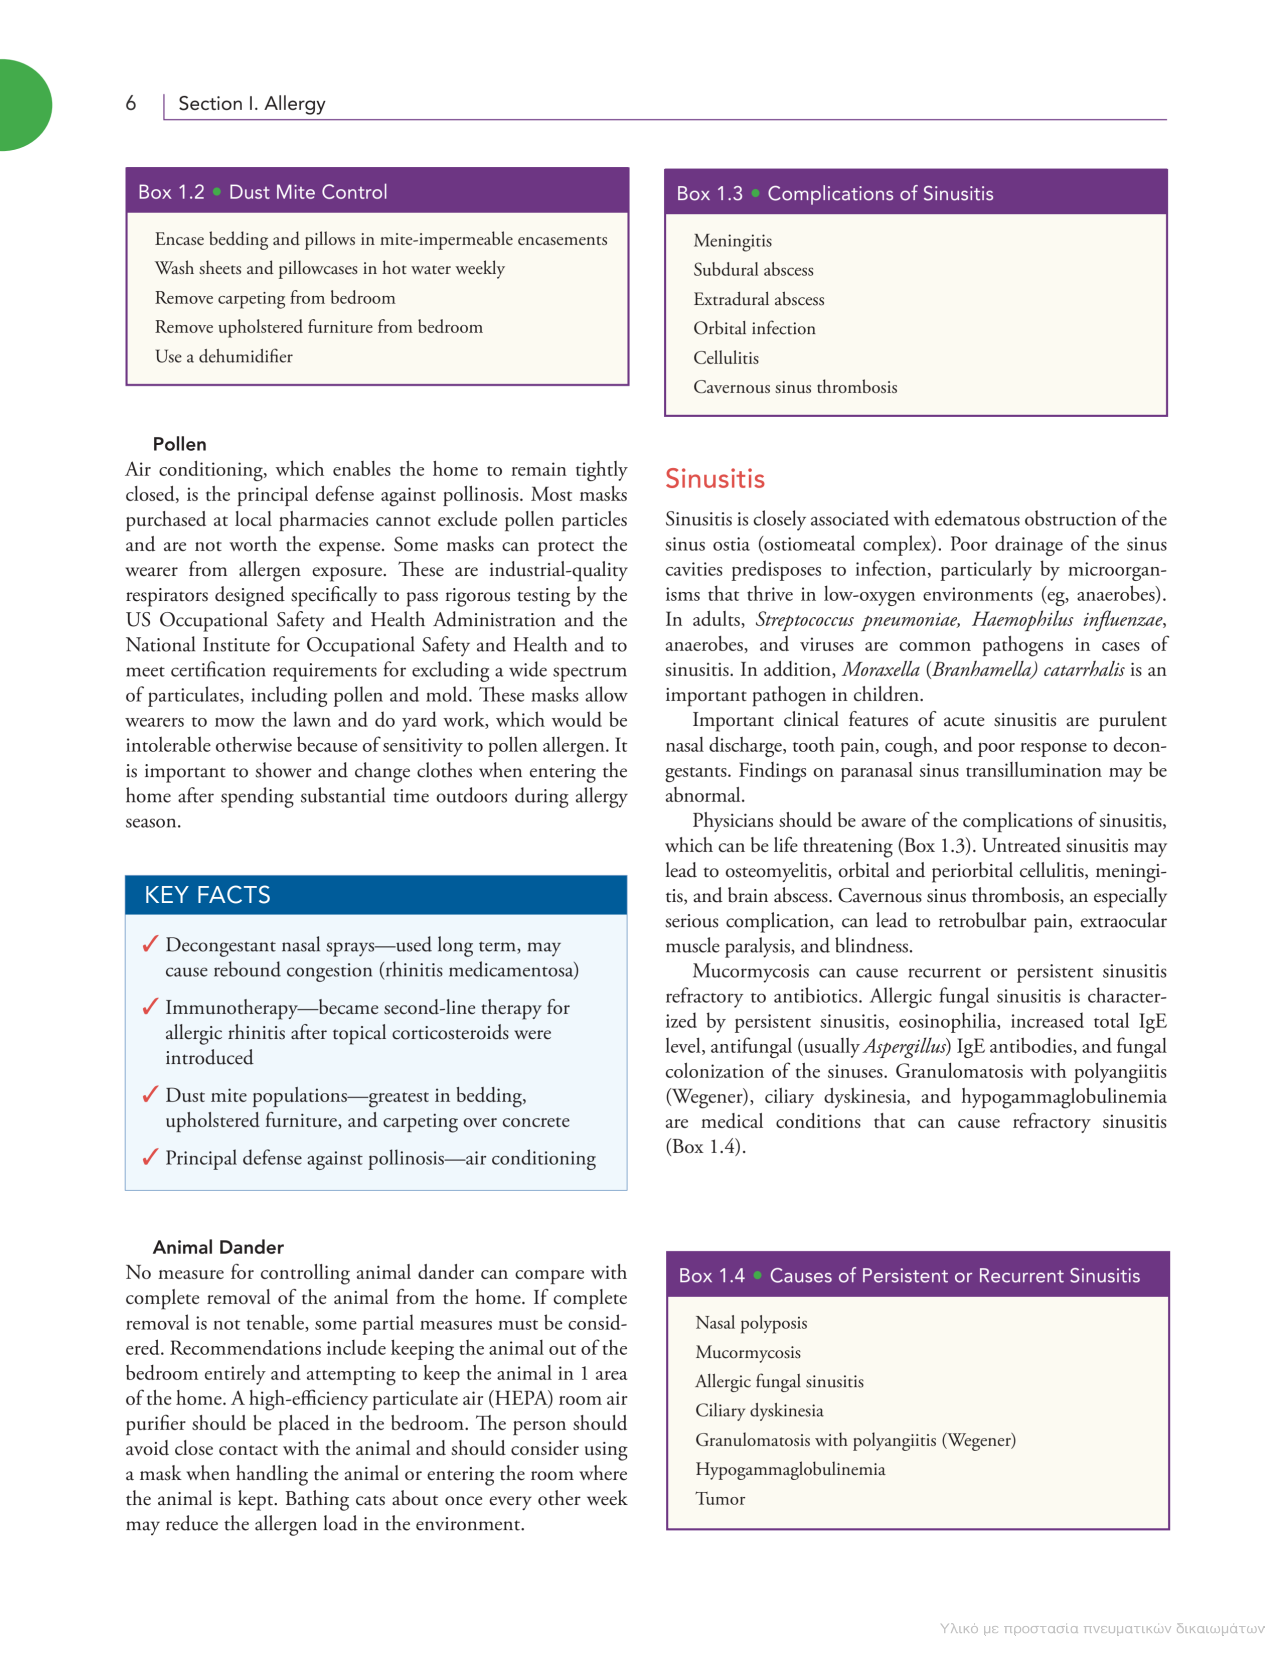 6
Section I. Allergy
Box 1.2 • Dust Mite Control
Encase bedding and pillows in mite-impermeable encasements
Wash sheets and pillowcases in hot water weekly
Remove carpeting from bedroom
Remove upholstered furniture from bedroom
Use a dehumidifier
Pollen
Air conditioning, which enables the home to remain tightly
closed, is the principal defense against pollinosis. Most masks
purchased at local pharmacies cannot exclude pollen particles
and are not worth the expense. Some masks can protect the
wearer from allergen exposure. These are industrial-quality
respirators designed specifically to pass rigorous testing by the
US Occupational Safety and Health Administration and the
National Institute for Occupational Safety and Health and to
meet certification requirements for excluding a wide spectrum
of particulates, including pollen and mold. These masks allow
wearers to mow the lawn and do yard work, which would be
intolerable otherwise because of sensitivity to pollen allergen. It
is important to shower and change clothes when entering the
home after spending substantial time outdoors during allergy
season.
KEY FACTS
✓ Decongestant nasal sprays—used long term, may
cause rebound congestion (rhinitis medicamentosa)
✓ Immunotherapy—became second-line therapy for
allergic rhinitis after topical corticosteroids were
introduced
✓ Dust mite populations—greatest in bedding,
upholstered furniture, and carpeting over concrete
✓ Principal defense against pollinosis—air conditioning
Animal Dander
No measure for controlling animal dander can compare with
complete removal of the animal from the home. If complete
removal is not tenable, some partial measures must be consid-
ered. Recommendations include keeping the animal out of the
bedroom entirely and attempting to keep the animal in 1 area
of the home. A high-efficiency particulate air (HEPA) room air
purifier should be placed in the bedroom. The person should
avoid close contact with the animal and should consider using
a mask when handling the animal or entering the room where
the animal is kept. Bathing cats about once every other week
may reduce the allergen load in the environment.
Box 1.3 • Complications of Sinusitis
Meningitis
Subdural abscess
Extradural abscess
Orbital infection
Cellulitis
Cavernous sinus thrombosis
Sinusitis
Sinusitis is closely associated with edematous obstruction of the
sinus ostia (ostiomeatal complex). Poor drainage of the sinus
cavities predisposes to infection, particularly by microorgan-
isms that thrive in low-oxygen environments (eg, anaerobes).
In adults, Streptococcus pneumoniae, Haemophilus influenzae,
anaerobes, and viruses are common pathogens in cases of
sinusitis. In addition, Moraxella (Branhamella) catarrhalis is an
important pathogen in children.
Important clinical features of acute sinusitis are purulent
nasal discharge, tooth pain, cough, and poor response to decon-
gestants. Findings on paranasal sinus transillumination may be
abnormal.
Physicians should be aware of the complications of sinusitis,
which can be life threatening (Box 1.3). Untreated sinusitis may
lead to osteomyelitis, orbital and periorbital cellulitis, meningi-
tis, and brain abscess. Cavernous sinus thrombosis, an especially
serious complication, can lead to retrobulbar pain, extraocular
muscle paralysis, and blindness.
Mucormycosis can cause recurrent or persistent sinusitis
refractory to antibiotics. Allergic fungal sinusitis is character-
ized by persistent sinusitis, eosinophilia, increased total IgE
level, antifungal (usually Aspergillus) IgE antibodies, and fungal
colonization of the sinuses. Granulomatosis with polyangiitis
(Wegener), ciliary dyskinesia, and hypogammaglobulinemia
are medical conditions that can cause refractory sinusitis
(Box 1.4).
Box 1.4 • Causes of Persistent or Recurrent Sinusitis
Nasal polyposis
Mucormycosis
Allergic fungal sinusitis
Ciliary dyskinesia
Granulomatosis with polyangiitis (Wegener)
Hypogammaglobulinemia
Tumor
Υλικό με προστασία πνευματικών δικαιωμάτων